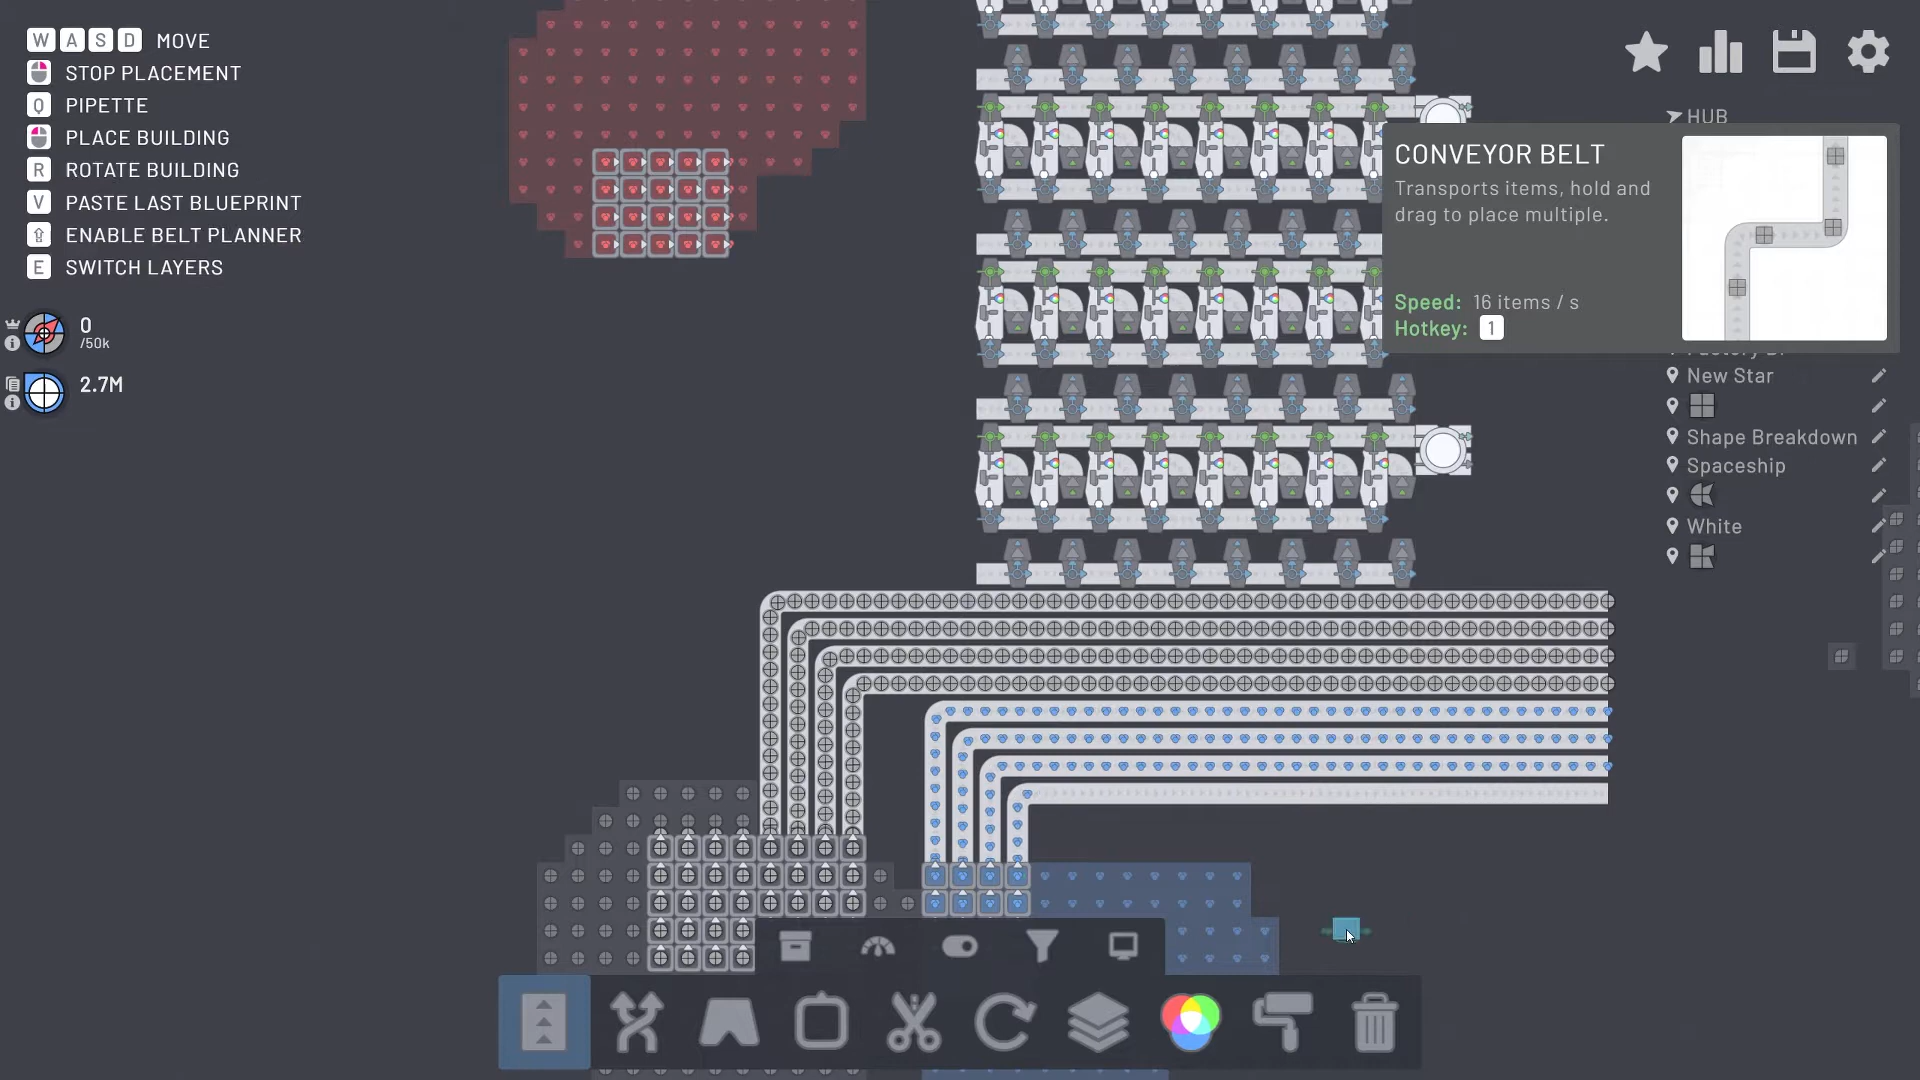 W A S D MOVE
STOP PLACEMENT
Q PIPETTE
PLACE BUILDING
R ROTATE BUILDING
V PASTE LAST BLUEPRINT
ENABLE BELT PLANNER
E SWITCH LAYERS
0
/50k
2.7M
HUB
CONVEYOR BELT
Transports items, hold and
drag to place multiple.
Speed: 16 items / s
Hotkey: 1
New Star
Shape Breakdown
Spaceship
White